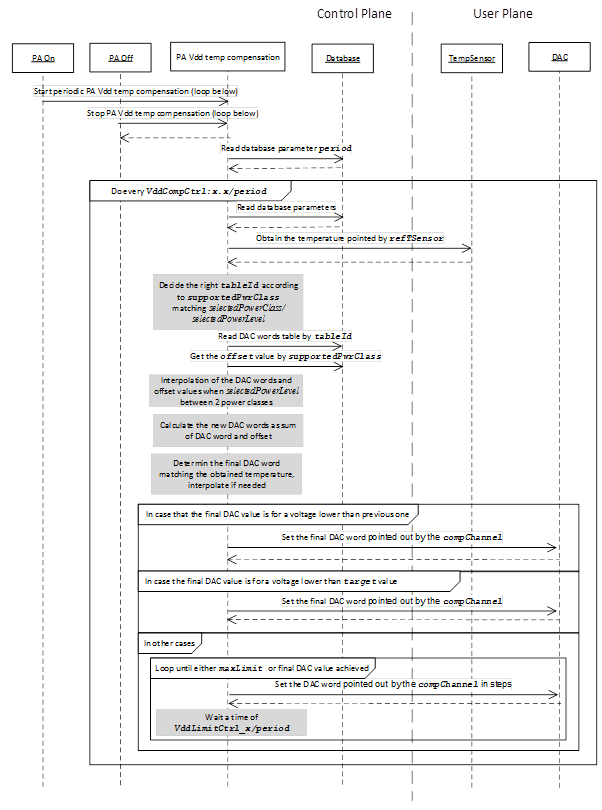 Control Plane
User Plane
PA On
PA Off
PA Vdd temp compensation
Database
TempSensor
DAC
Start periodic PA Vdd temp compensation (loop below)
Stop PA Vdd temp compensation (loop below)
Read database parameter period
Do every VddCompCtrl:x.x/period
Read database parameters
Obtain the temperature pointed by refTSensor
Decide the right tableId according
to supportedPwrClass
matching selectedPowerClass/
selectedPowerLevel
Read DAC words table by tableId
Get the offset value by supportedPwrClass
Interpolation of the DAC words and
offset values when selectedPowerLevel
between 2 power classes
Calculate the new DAC words as sum
of DAC word and offset
Determin the final DAC word
matching the obtained temperature,
interpolate if needed
In case that the final DAC value is for a voltage lower than previous one
Set the final DAC word pointed out by the compChannel
In case the final DAC value is for a voltage lower than target value
Set the final DAC word pointed out by the compChannel
In other cases
Loop until either maxLimit or final DAC value achieved
Set the DAC word pointed out by the compChannel in steps
Wait a time of
VddLimitCtrl_x/period